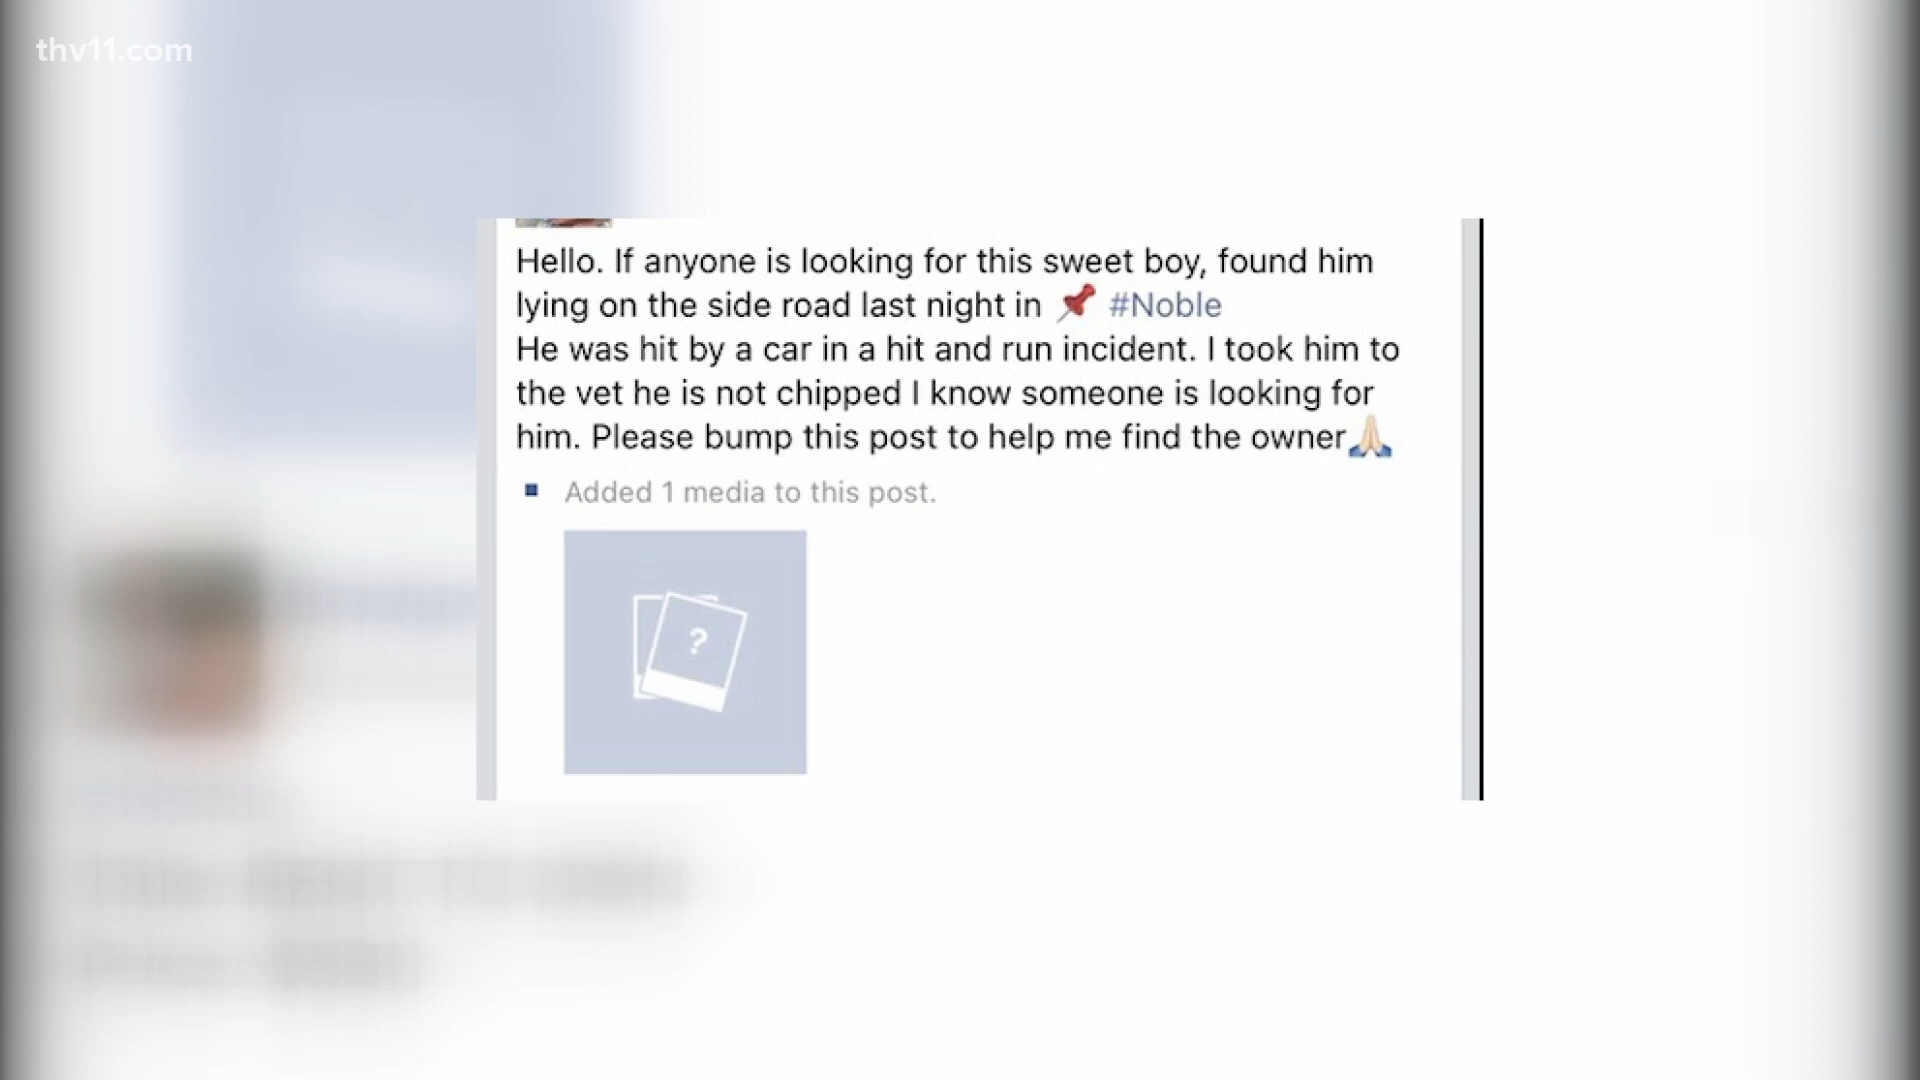 thv11.com
Hello. If anyone is looking for this sweet boy, found him
lying on the side road last night in 📌 #Noble
He was hit by a car in a hit and run incident. I took him to
the vet he is not chipped I know someone is looking for
him. Please bump this post to help me find the owner🙏🏻
Added 1 media to this post.
?